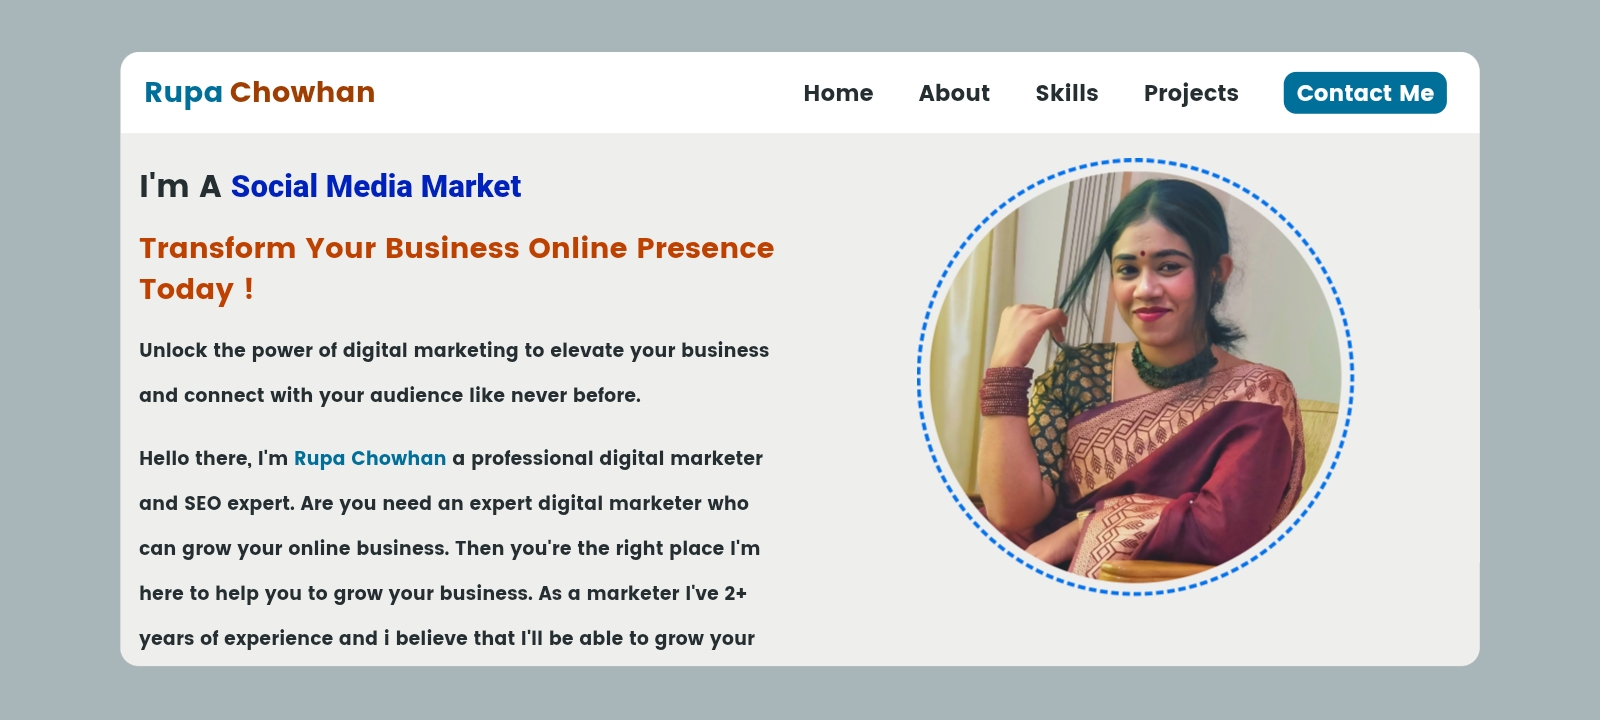 Rupa Chowhan
Home About Skills Projects Contact Me
I'm A Social Media Market
Transform Your Business Online Presence
Today !
Unlock the power of digital marketing to elevate your business
and connect with your audience like never before.
Hello there, I'm Rupa Chowhan a professional digital marketer
and SEO expert. Are you need an expert digital marketer who
can grow your online business. Then you're the right place I'm
here to help you to grow your business. As a marketer I've 2+
years of experience and i believe that I'll be able to grow your